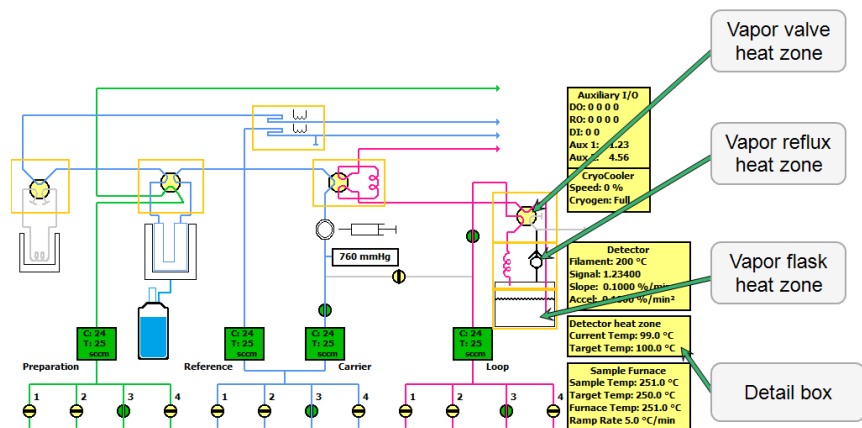 Vapor valve
heat zone
Auxiliary I/O
DO: 0 0 0 0
RO: 0 0 0 0
DI: 0 0
Aux 1: 1.23
Aux 4.56
CryoCooler
Speed: 0 %
Cryogen: Full
Vapor reflux
heat zone
760 mmHg
Detector
Filament: 200 °C
Signal: 1.23400
Slope: 0.1000 %/min
Accel: 0.1000 %/min²
Vapor flask
heat zone
C: 24
T: 25
sccm
C: 24
T: 25
sccm
C: 24
T: 25
sccm
C: 24
T: 25
sccm
Detector heat zone
Current Temp: 99.0 °C
Target Temp: 100.0 °C
Preparation
Reference
Carrier
Loop
Sample Furnace
Sample Temp: 251.0 °C
Target Temp: 250.0 °C
Furnace Temp: 251.0 °C
Ramp Rate 5.0 °C/min
Detail box
1 2 3 4
1 2 3 4
1 2 3 4